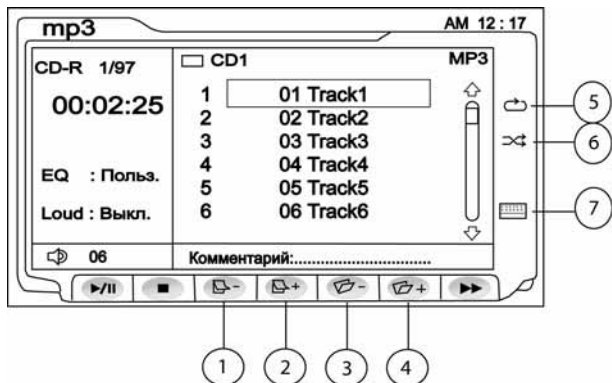 mp3 AM 12 : 17
CD-R 1/97
00:02:25
EQ : Польз.
Loud : Выкл.
06
CD1 MP3
1 01 Track1
2 02 Track2
3 03 Track3
4 04 Track4
5 05 Track5
6 06 Track6
Комментарий:................................
- + - +
5
6
7
1 2 3 4